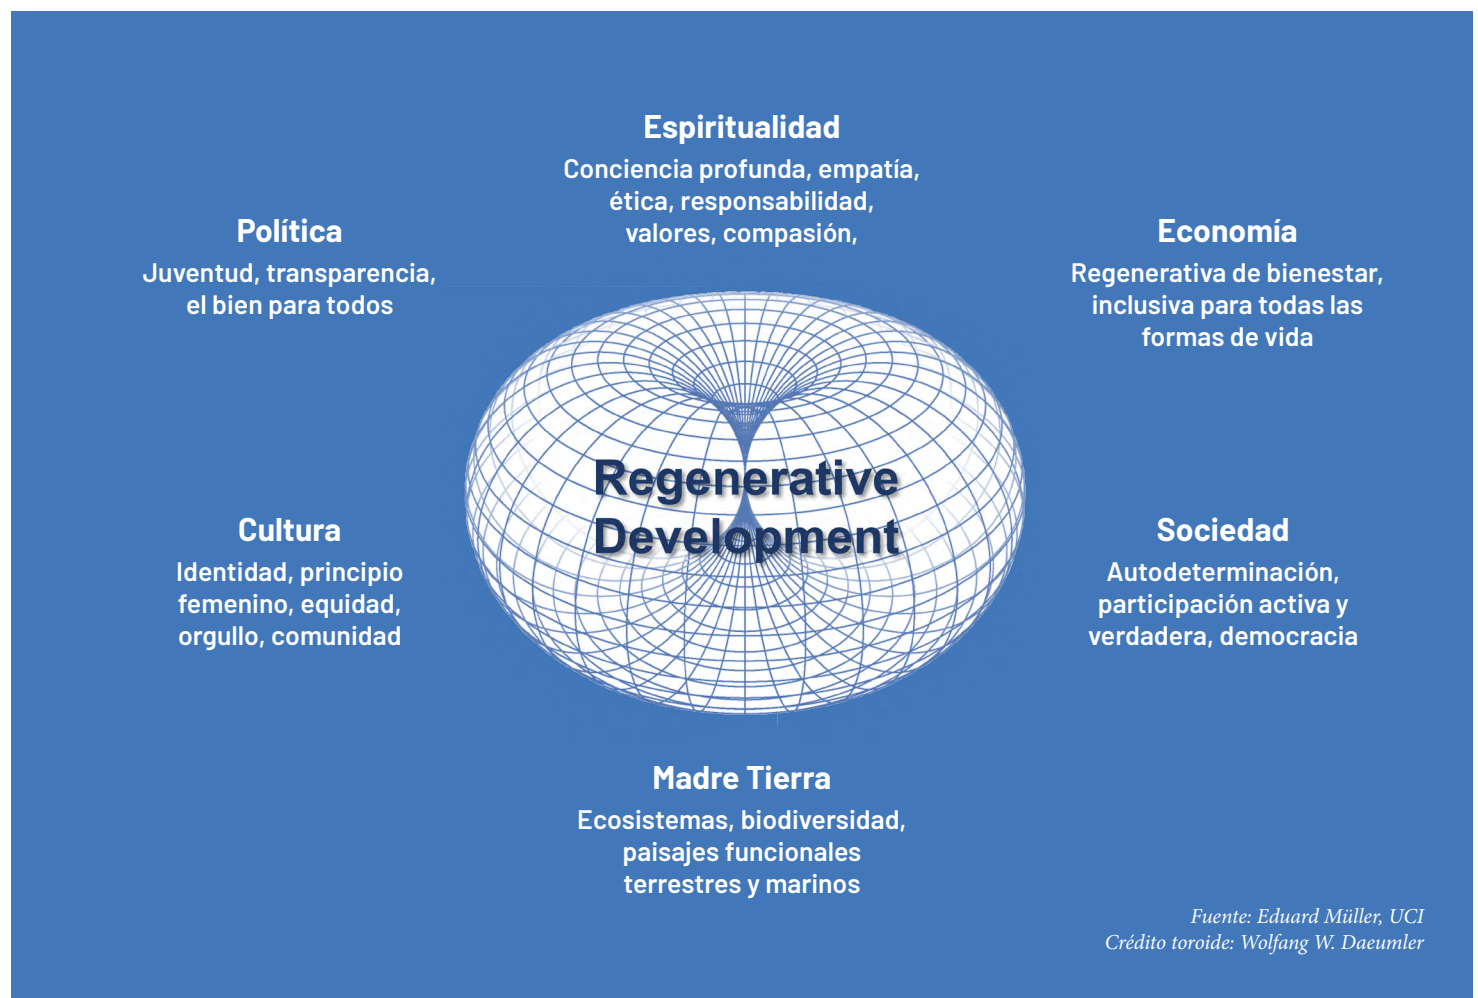 Espiritualidad
Conciencia profunda, empatía,
ética, responsabilidad,
valores, compasión,
Política
Juventud, transparencia,
el bien para todos
Economía
Regenerativa de bienestar,
inclusiva para todas las
formas de vida
Regenerative
Development
Cultura
Identidad, principio
femenino, equidad,
orgullo, comunidad
Sociedad
Autodeterminación,
participación activa y
verdadera, democracia
Madre Tierra
Ecosistemas, biodiversidad,
paisajes funcionales
terrestres y marinos
Fuente: Eduard Müller, UCI
Crédito toroide: Wolfang W. Daeumler